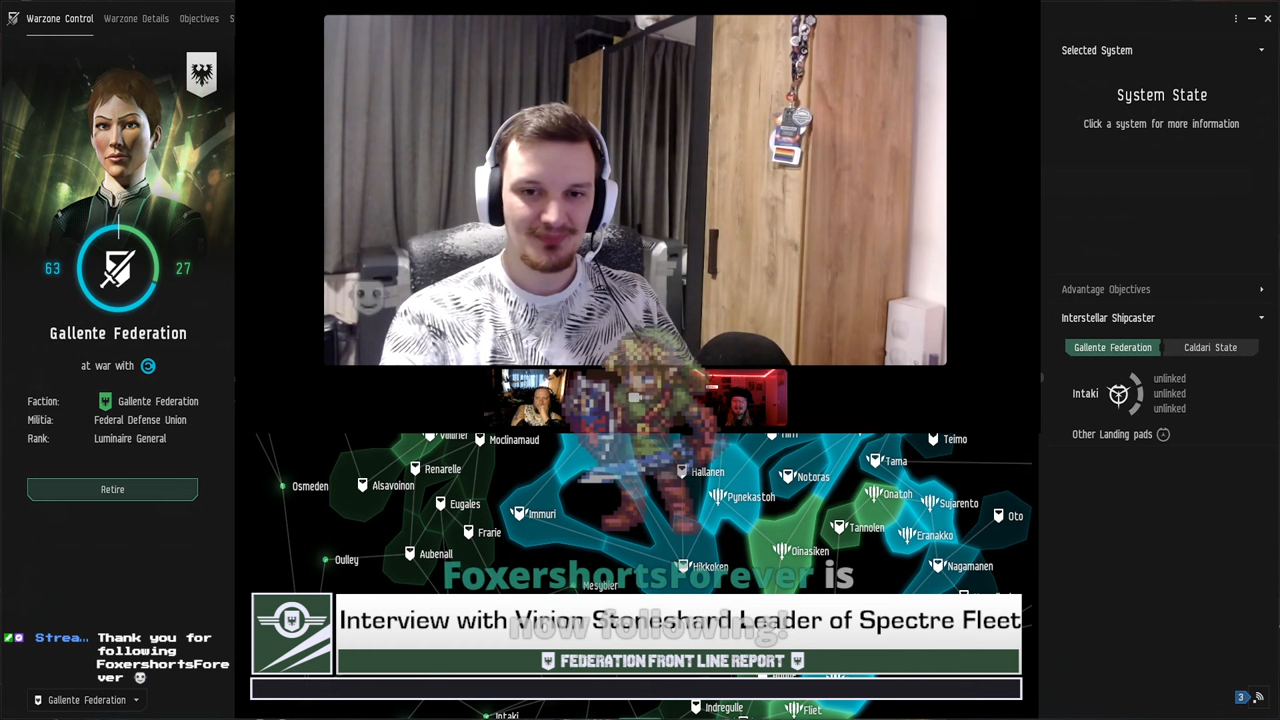 Warzone Control
Warzone Details
Objectives
S
63
27
Gallente Federation
at war with
Faction: Gallente Federation
Militia: Federal Defense Union
Rank: Luminaire General
Retire
Strea... Thank you for
following
FoxershortsFore
ver
Gallente Federation
Moclinamaud
Renarelle
Osmeden
Alsavoinon
Eugales
Immuri
Frarie
Aubenall
Oulley
Mesybier
Hallanen
Pynekastoh
Notoras
Tama
Teimo
Onatoh
Sujarento
Oto
Tannolen
Eranakko
Oinasiken
Hikkoken
Nagamanen
FoxershortsForever is
now following!
Interview with Virion Stoneshard Leader of Spectre Fleet
FEDERATION FRONT LINE REPORT
Intaki
Indregulle
Fliet
Selected System
System State
Click a system for more information
Advantage Objectives
Interstellar Shipcaster
Gallente Federation
Caldari State
Intaki
unlinked
unlinked
unlinked
Other Landing pads
3